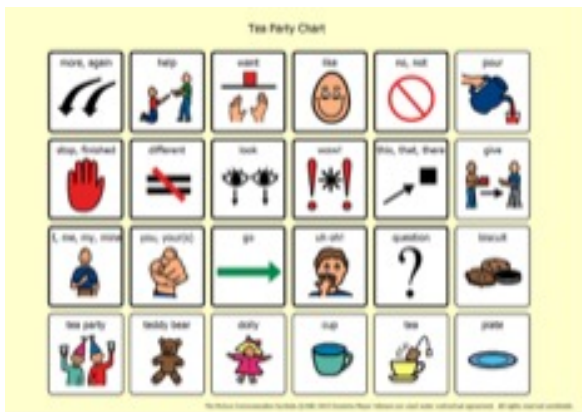 Tea Party Chart
more, again help want like no, not pour
stop, finished different look wow! this, that, there give
I, me, my, mine you, your(s) go uh oh! question biscuit
tea party teddy bear dolly cup tea plate